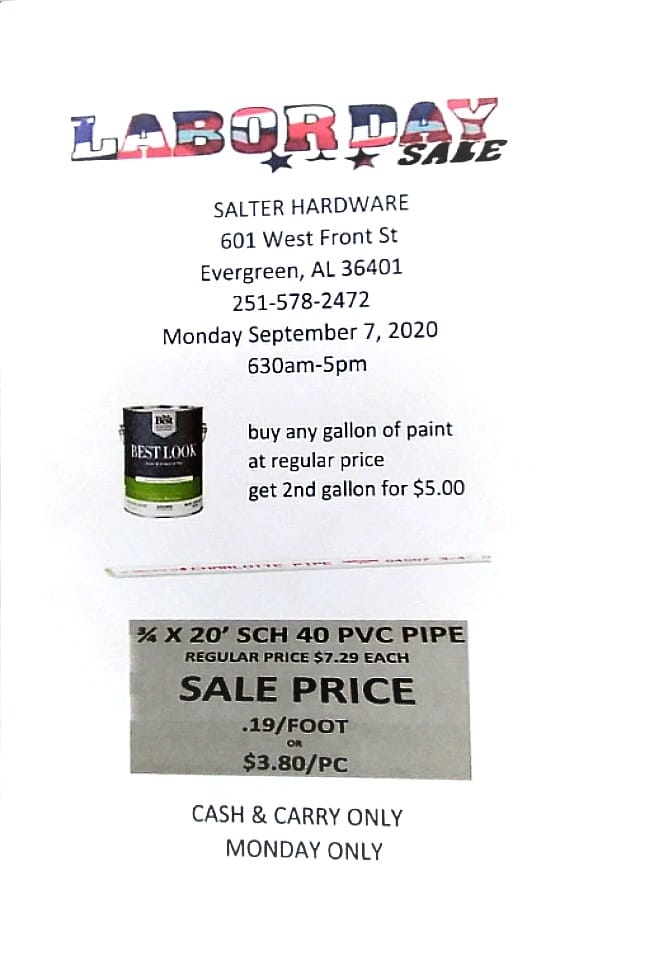 LABOR DAY
SALE
SALTER HARDWARE
601 West Front St
Evergreen, AL 36401
251-578-2472
Monday September 7, 2020
630am-5pm
Best
BEST LOOK
buy any gallon of paint
at regular price
get 2nd gallon for $5.00
CHARLOTTE PIPE
¾ X 20' SCH 40 PVC PIPE
REGULAR PRICE $7.29 EACH
SALE PRICE
.19/FOOT
OR
$3.80/PC
CASH & CARRY ONLY
MONDAY ONLY